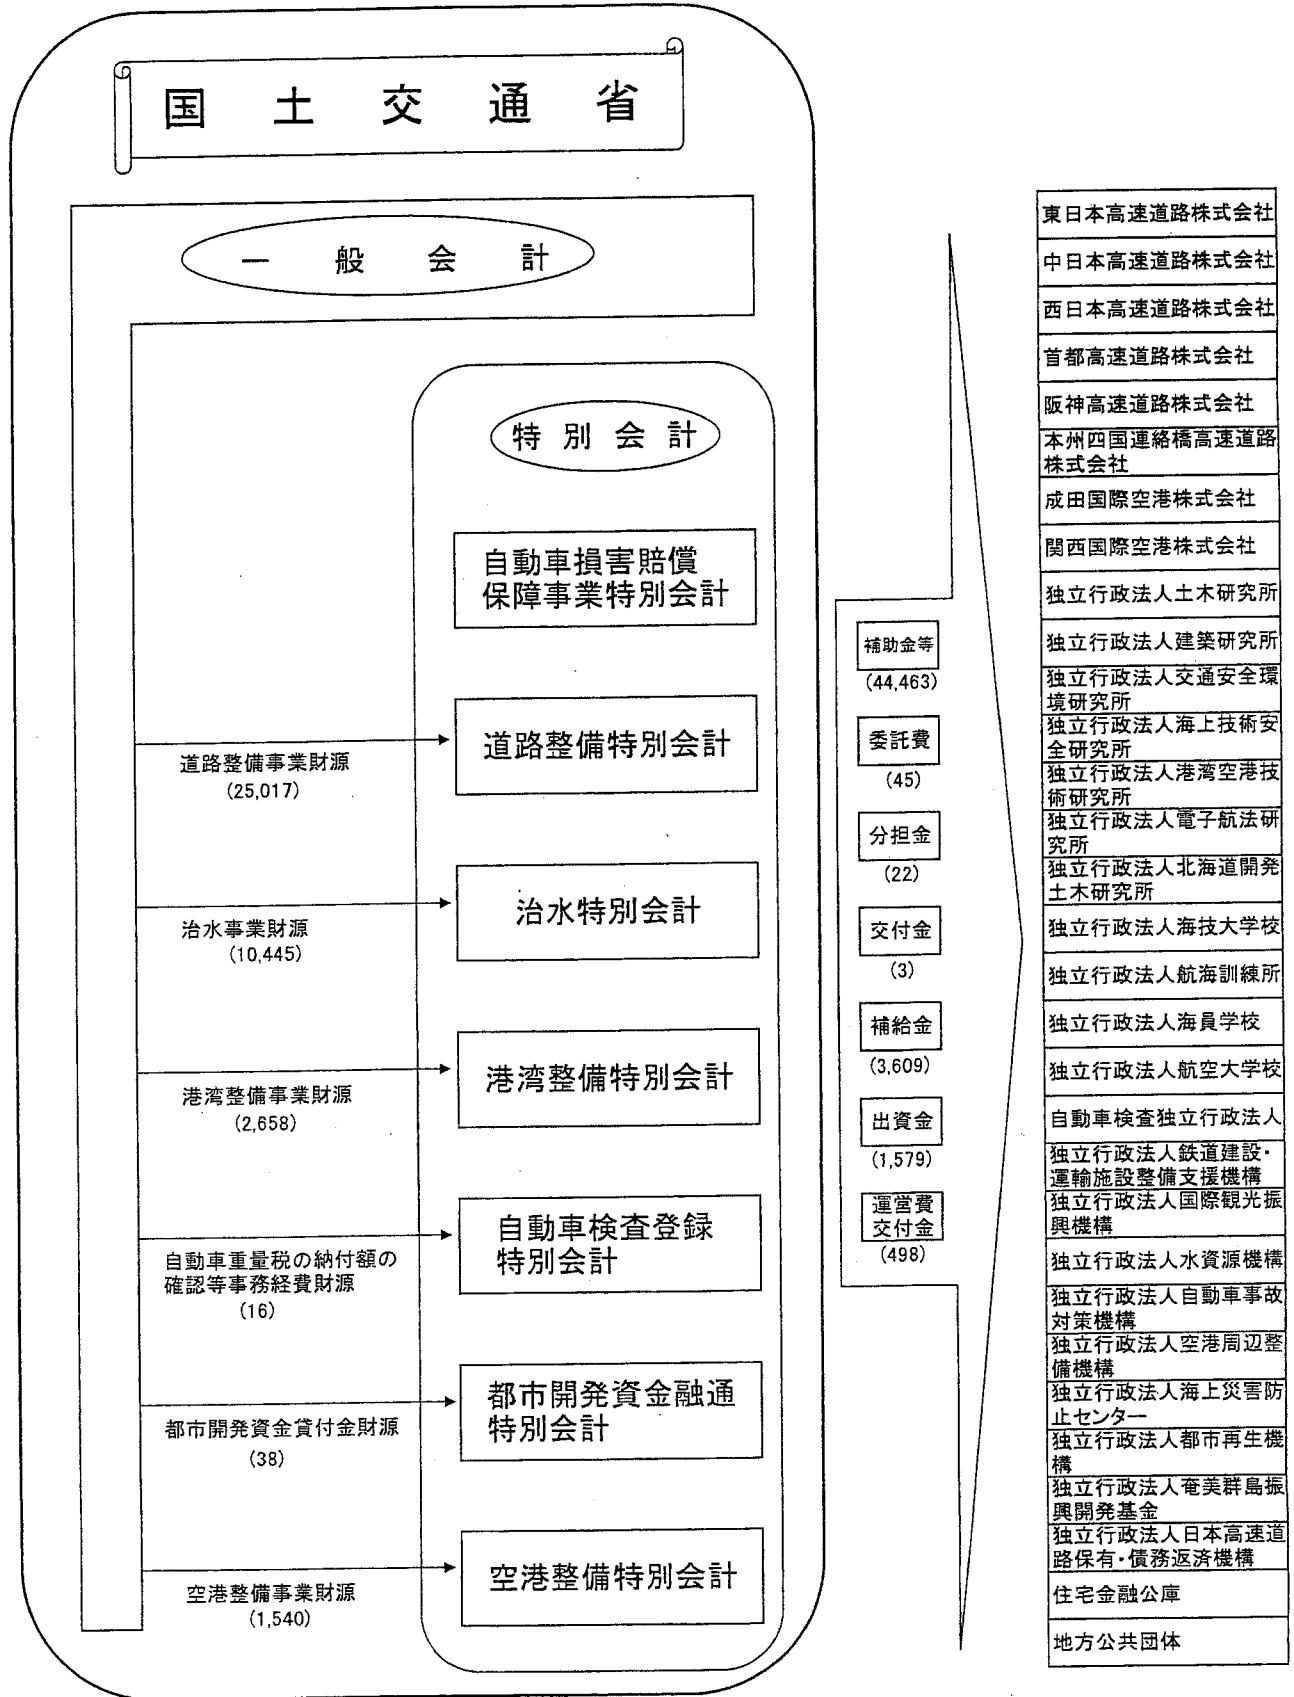 国土交通省
一般会計
特別会計
自動車損害賠償
保障事業特別会計
道路整備事業財源
(25,017)
道路整備特別会計
治水事業財源
(10,445)
治水特別会計
港湾整備事業財源
(2,658)
港湾整備特別会計
自動車重量税の納付額の
確認等事務経費財源
(16)
自動車検査登録
特別会計
都市開発資金貸付金財源
(38)
都市開発資金融通
特別会計
空港整備事業財源
(1,540)
空港整備特別会計
補助金等
(44,463)
委託費
(45)
分担金
(22)
交付金
(3)
補給金
(3,609)
出資金
(1,579)
運営費
交付金
(498)
東日本高速道路株式会社
中日本高速道路株式会社
西日本高速道路株式会社
首都高速道路株式会社
阪神高速道路株式会社
本州四国連絡橋高速道路
株式会社
成田国際空港株式会社
関西国際空港株式会社
独立行政法人土木研究所
独立行政法人建築研究所
独立行政法人交通安全環
境研究所
独立行政法人海上技術安
全研究所
独立行政法人港湾空港技
術研究所
独立行政法人電子航法研
究所
独立行政法人北海道開発
土木研究所
独立行政法人海技大学校
独立行政法人航海訓練所
独立行政法人海員学校
独立行政法人航空大学校
自動車検査独立行政法人
独立行政法人鉄道建設・
運輸施設整備支援機構
独立行政法人国際観光振
興機構
独立行政法人水資源機構
独立行政法人自動車事故
対策機構
独立行政法人空港周辺整
備機構
独立行政法人海上災害防
止センター
独立行政法人都市再生機
構
独立行政法人奄美群島振
興開発基金
独立行政法人日本高速道
路保有・債務返済機構
住宅金融公庫
地方公共団体